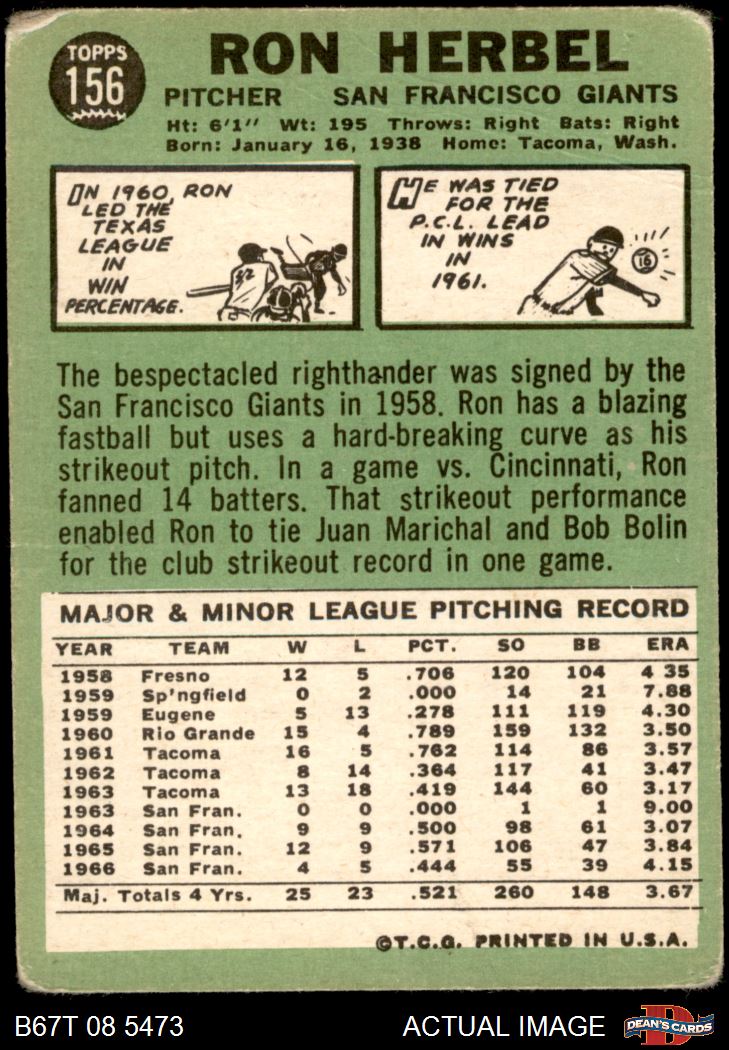 TOPPS
156
RON HERBEL
PITCHER SAN FRANCISCO GIANTS
Ht: 6'1" Wt: 195 Throws: Right Bats: Right
Born: January 16, 1938 Home: Tacoma, Wash.
IN 1960, RON
LED THE
TEXAS
LEAGUE
IN
WIN
PERCENTAGE.
HE WAS TIED
FOR THE
P.C.L. LEAD
IN WINS
IN
1961.
16
The bespectacled righthander was signed by the
San Francisco Giants in 1958. Ron has a blazing
fastball but uses a hard-breaking curve as his
strikeout pitch. In a game vs. Cincinnati, Ron
fanned 14 batters. That strikeout performance
enabled Ron to tie Juan Marichal and Bob Bolin
for the club strikeout record in one game.
MAJOR & MINOR LEAGUE PITCHING RECORD
YEAR TEAM W L PCT. SO BB ERA
1958 Fresno 12 5 .706 120 104 4 35
1959 Sp'ngfield 0 2 .000 14 21 7.88
1959 Eugene 5 13 .278 111 119 4.30
1960 Rio Grande 15 4 .789 159 132 3.50
1961 Tacoma 16 5 .762 114 86 3.57
1962 Tacoma 8 14 .364 117 41 3.47
1963 Tacoma 13 18 .419 144 60 3.17
1963 San Fran. 0 0 .000 1 1 9.00
1964 San Fran. 9 9 .500 98 61 3.07
1965 San Fran. 12 9 .571 106 47 3.84
1966 San Fran. 4 5 .444 55 39 4.15
Maj. Totals 4 Yrs. 25 23 .521 260 148 3.67
©T.C.G. PRINTED IN U.S.A.
B67T 08 5473 ACTUAL IMAGE
D
DEAN'S CARDS